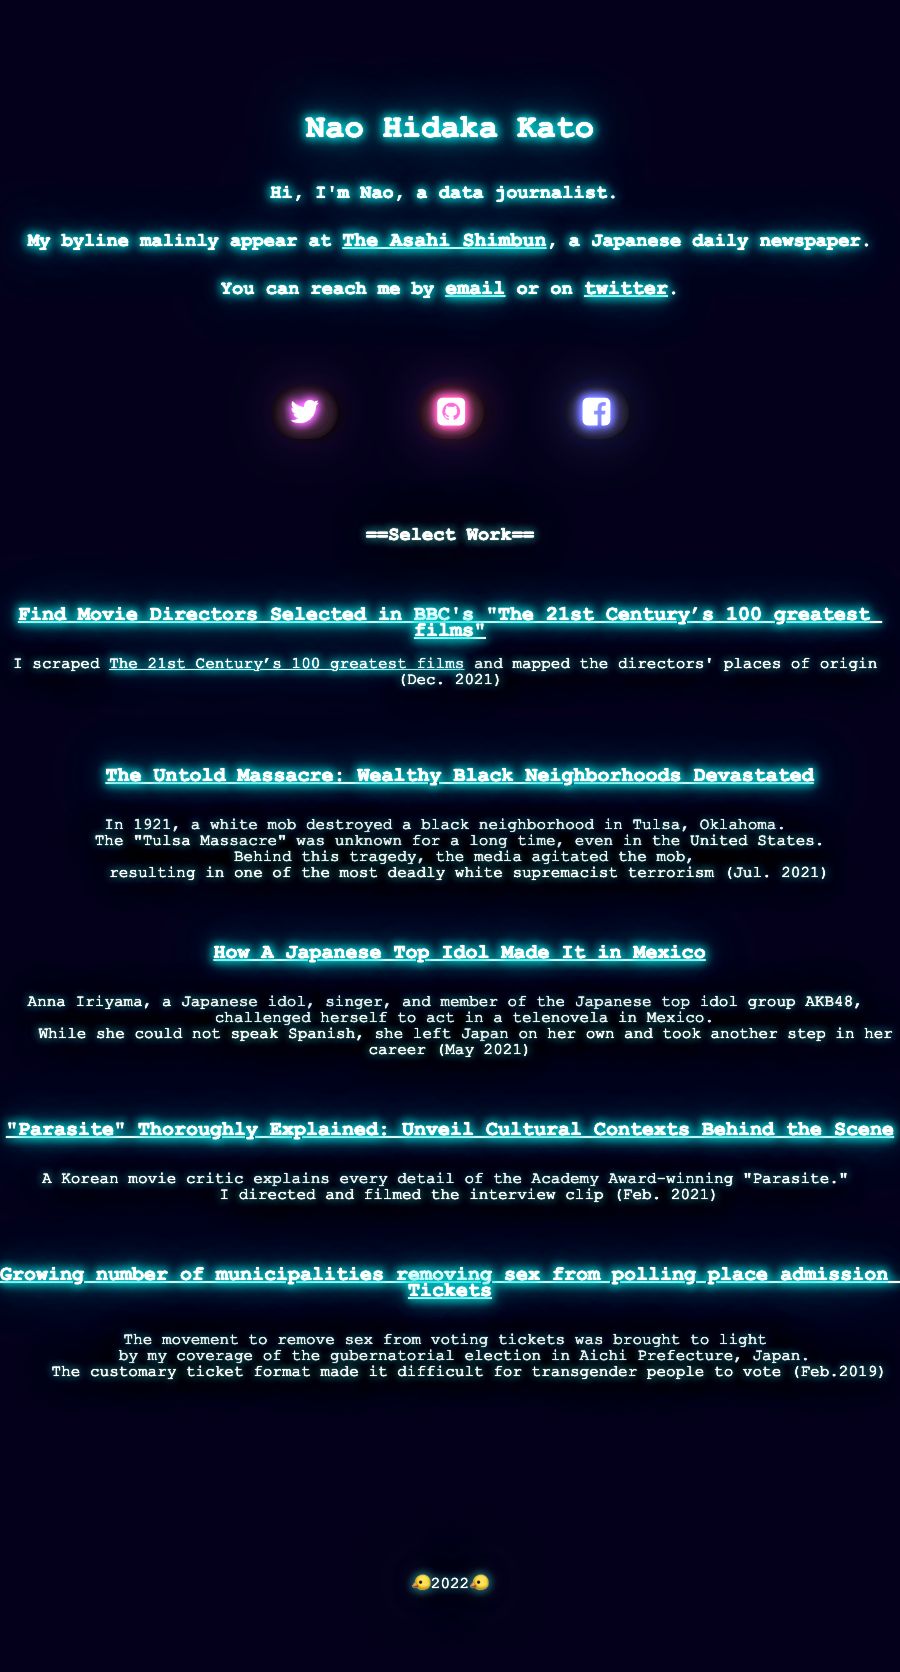 Nao Hidaka Kato
Hi, I'm Nao, a data journalist.
My byline malinly appear at The Asahi Shimbun, a Japanese daily newspaper.
You can reach me by email or on twitter.
==Select Work==
Find Movie Directors Selected in BBC's "The 21st Century’s 100 greatest
films"
I scraped The 21st Century’s 100 greatest films and mapped the directors' places of origin
(Dec. 2021)
The Untold Massacre: Wealthy Black Neighborhoods Devastated
In 1921, a white mob destroyed a black neighborhood in Tulsa, Oklahoma.
The "Tulsa Massacre" was unknown for a long time, even in the United States.
Behind this tragedy, the media agitated the mob,
resulting in one of the most deadly white supremacist terrorism (Jul. 2021)
How A Japanese Top Idol Made It in Mexico
Anna Iriyama, a Japanese idol, singer, and member of the Japanese top idol group AKB48,
challenged herself to act in a telenovela in Mexico.
While she could not speak Spanish, she left Japan on her own and took another step in her
career (May 2021)
"Parasite" Thoroughly Explained: Unveil Cultural Contexts Behind the Scene
A Korean movie critic explains every detail of the Academy Award-winning "Parasite."
I directed and filmed the interview clip (Feb. 2021)
Growing number of municipalities removing sex from polling place admission
Tickets
The movement to remove sex from voting tickets was brought to light
by my coverage of the gubernatorial election in Aichi Prefecture, Japan.
The customary ticket format made it difficult for transgender people to vote (Feb.2019)
🐤2022🐤